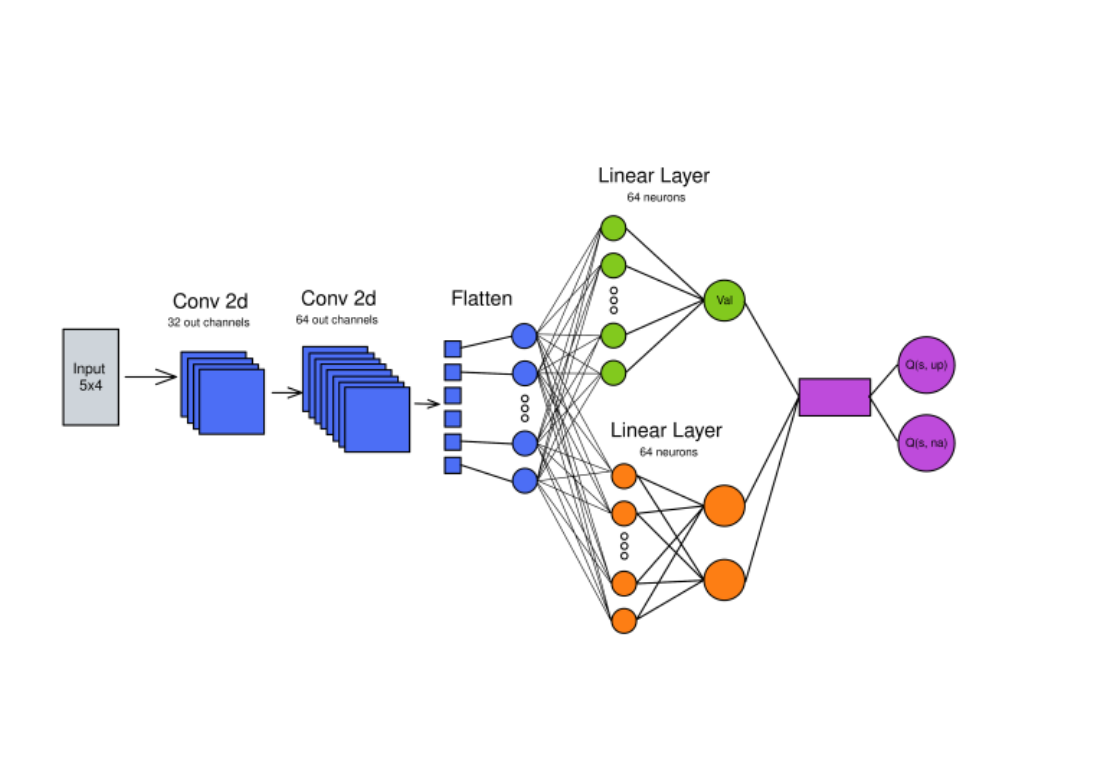 Linear Layer
64 neurons
Conv 2d
32 out channels
Conv 2d
64 out channels
Flatten
Input
5x4
Val
Q(s, up)
Q(s, na)
Linear Layer
64 neurons